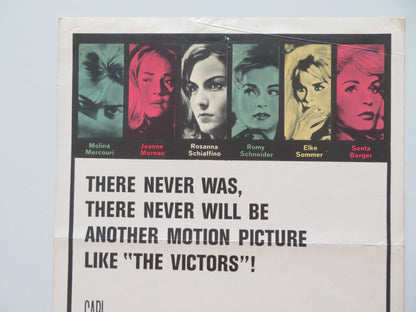 Melina Mercouri
Jeanne Moreau
Rosanna Schiaffino
Romy Schneider
Elke Sommer
Senta Berger
THERE NEVER WAS,
THERE NEVER WILL BE
ANOTHER MOTION PICTURE
LIKE "THE VICTORS"!
CARL